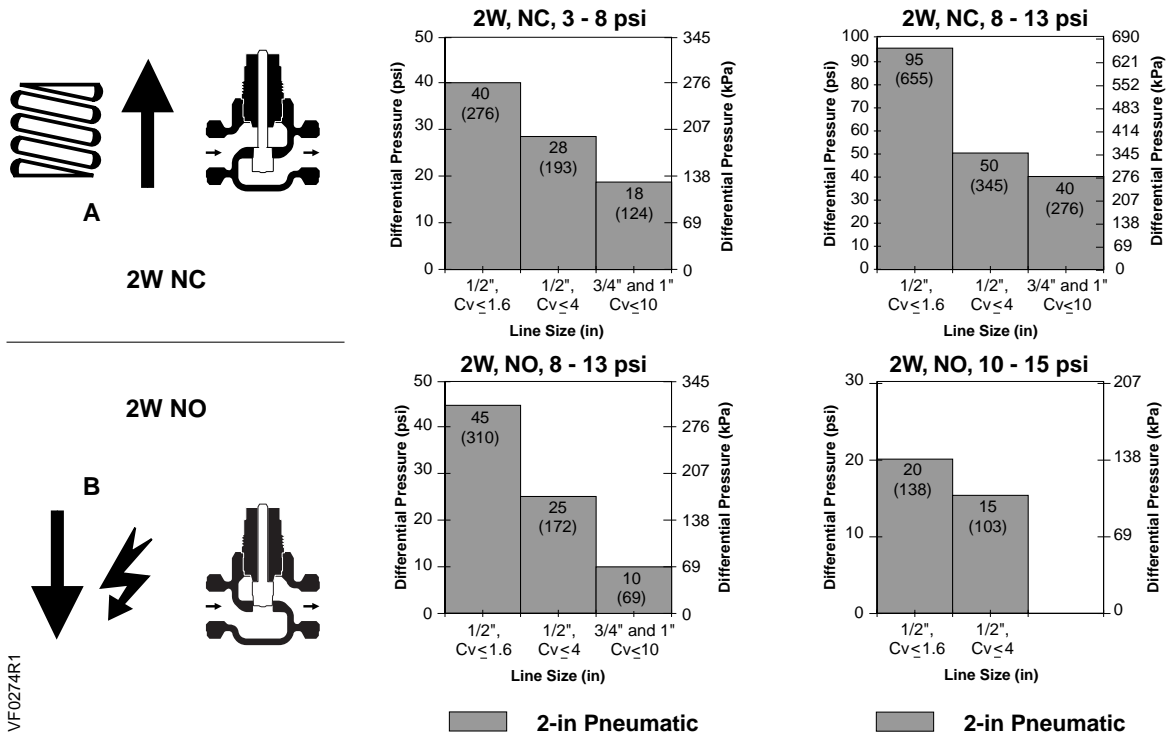 A
2W NC
2W NO
B
VF0274R1
2W, NC, 3 - 8 psi
Differential Pressure (psi)
50
40
30
20
10
0
40
(276)
28
(193)
18
(124)
345
276
207
138
69
0
Differential Pressure (kPa)
1/2",
Cv≤1.6
1/2",
Cv≤4
3/4" and 1"
Cv≤10
Line Size (in)
2W, NC, 8 - 13 psi
Differential Pressure (psi)
100
90
80
70
60
50
40
30
20
10
0
95
(655)
50
(345)
40
(276)
690
621
552
483
414
345
276
207
138
69
0
Differential Pressure (kPa)
1/2",
Cv≤1.6
1/2",
Cv≤4
3/4" and 1"
Cv≤10
Line Size (in)
2W, NO, 8 - 13 psi
Differential Pressure (psi)
50
40
30
20
10
0
45
(310)
25
(172)
10
(69)
345
276
207
138
69
0
Differential Pressure (kPa)
1/2",
Cv≤1.6
1/2",
Cv≤4
3/4" and 1"
Cv≤10
Line Size (in)
2-in Pneumatic
2W, NO, 10 - 15 psi
Differential Pressure (psi)
30
20
10
0
20
(138)
15
(103)
207
138
69
0
Differential Pressure (kPa)
1/2",
Cv≤1.6
1/2",
Cv≤4
Line Size (in)
2-in Pneumatic